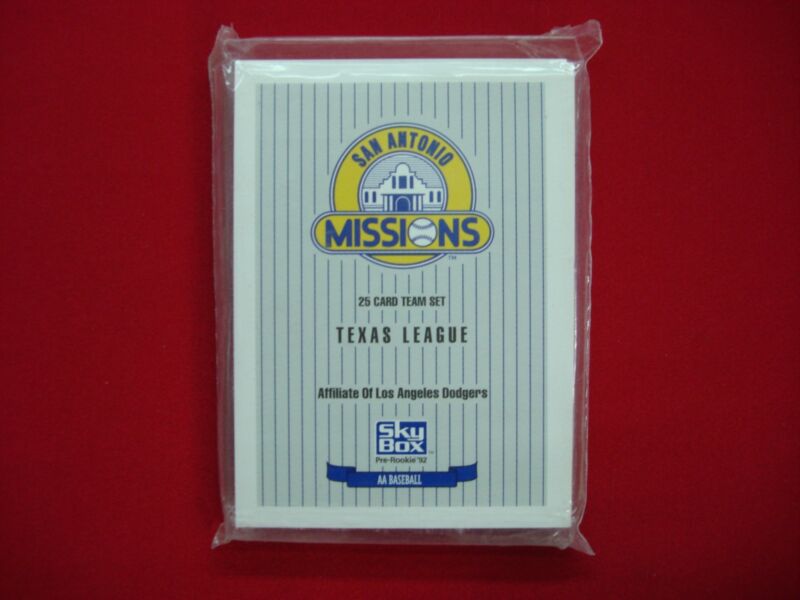 SAN ANTONIO
MISSIONS
TM
25 CARD TEAM SET
TEXAS LEAGUE
Affiliate Of Los Angeles Dodgers
Sky
BOX
TM
Pre-Rookie '92
AA BASEBALL